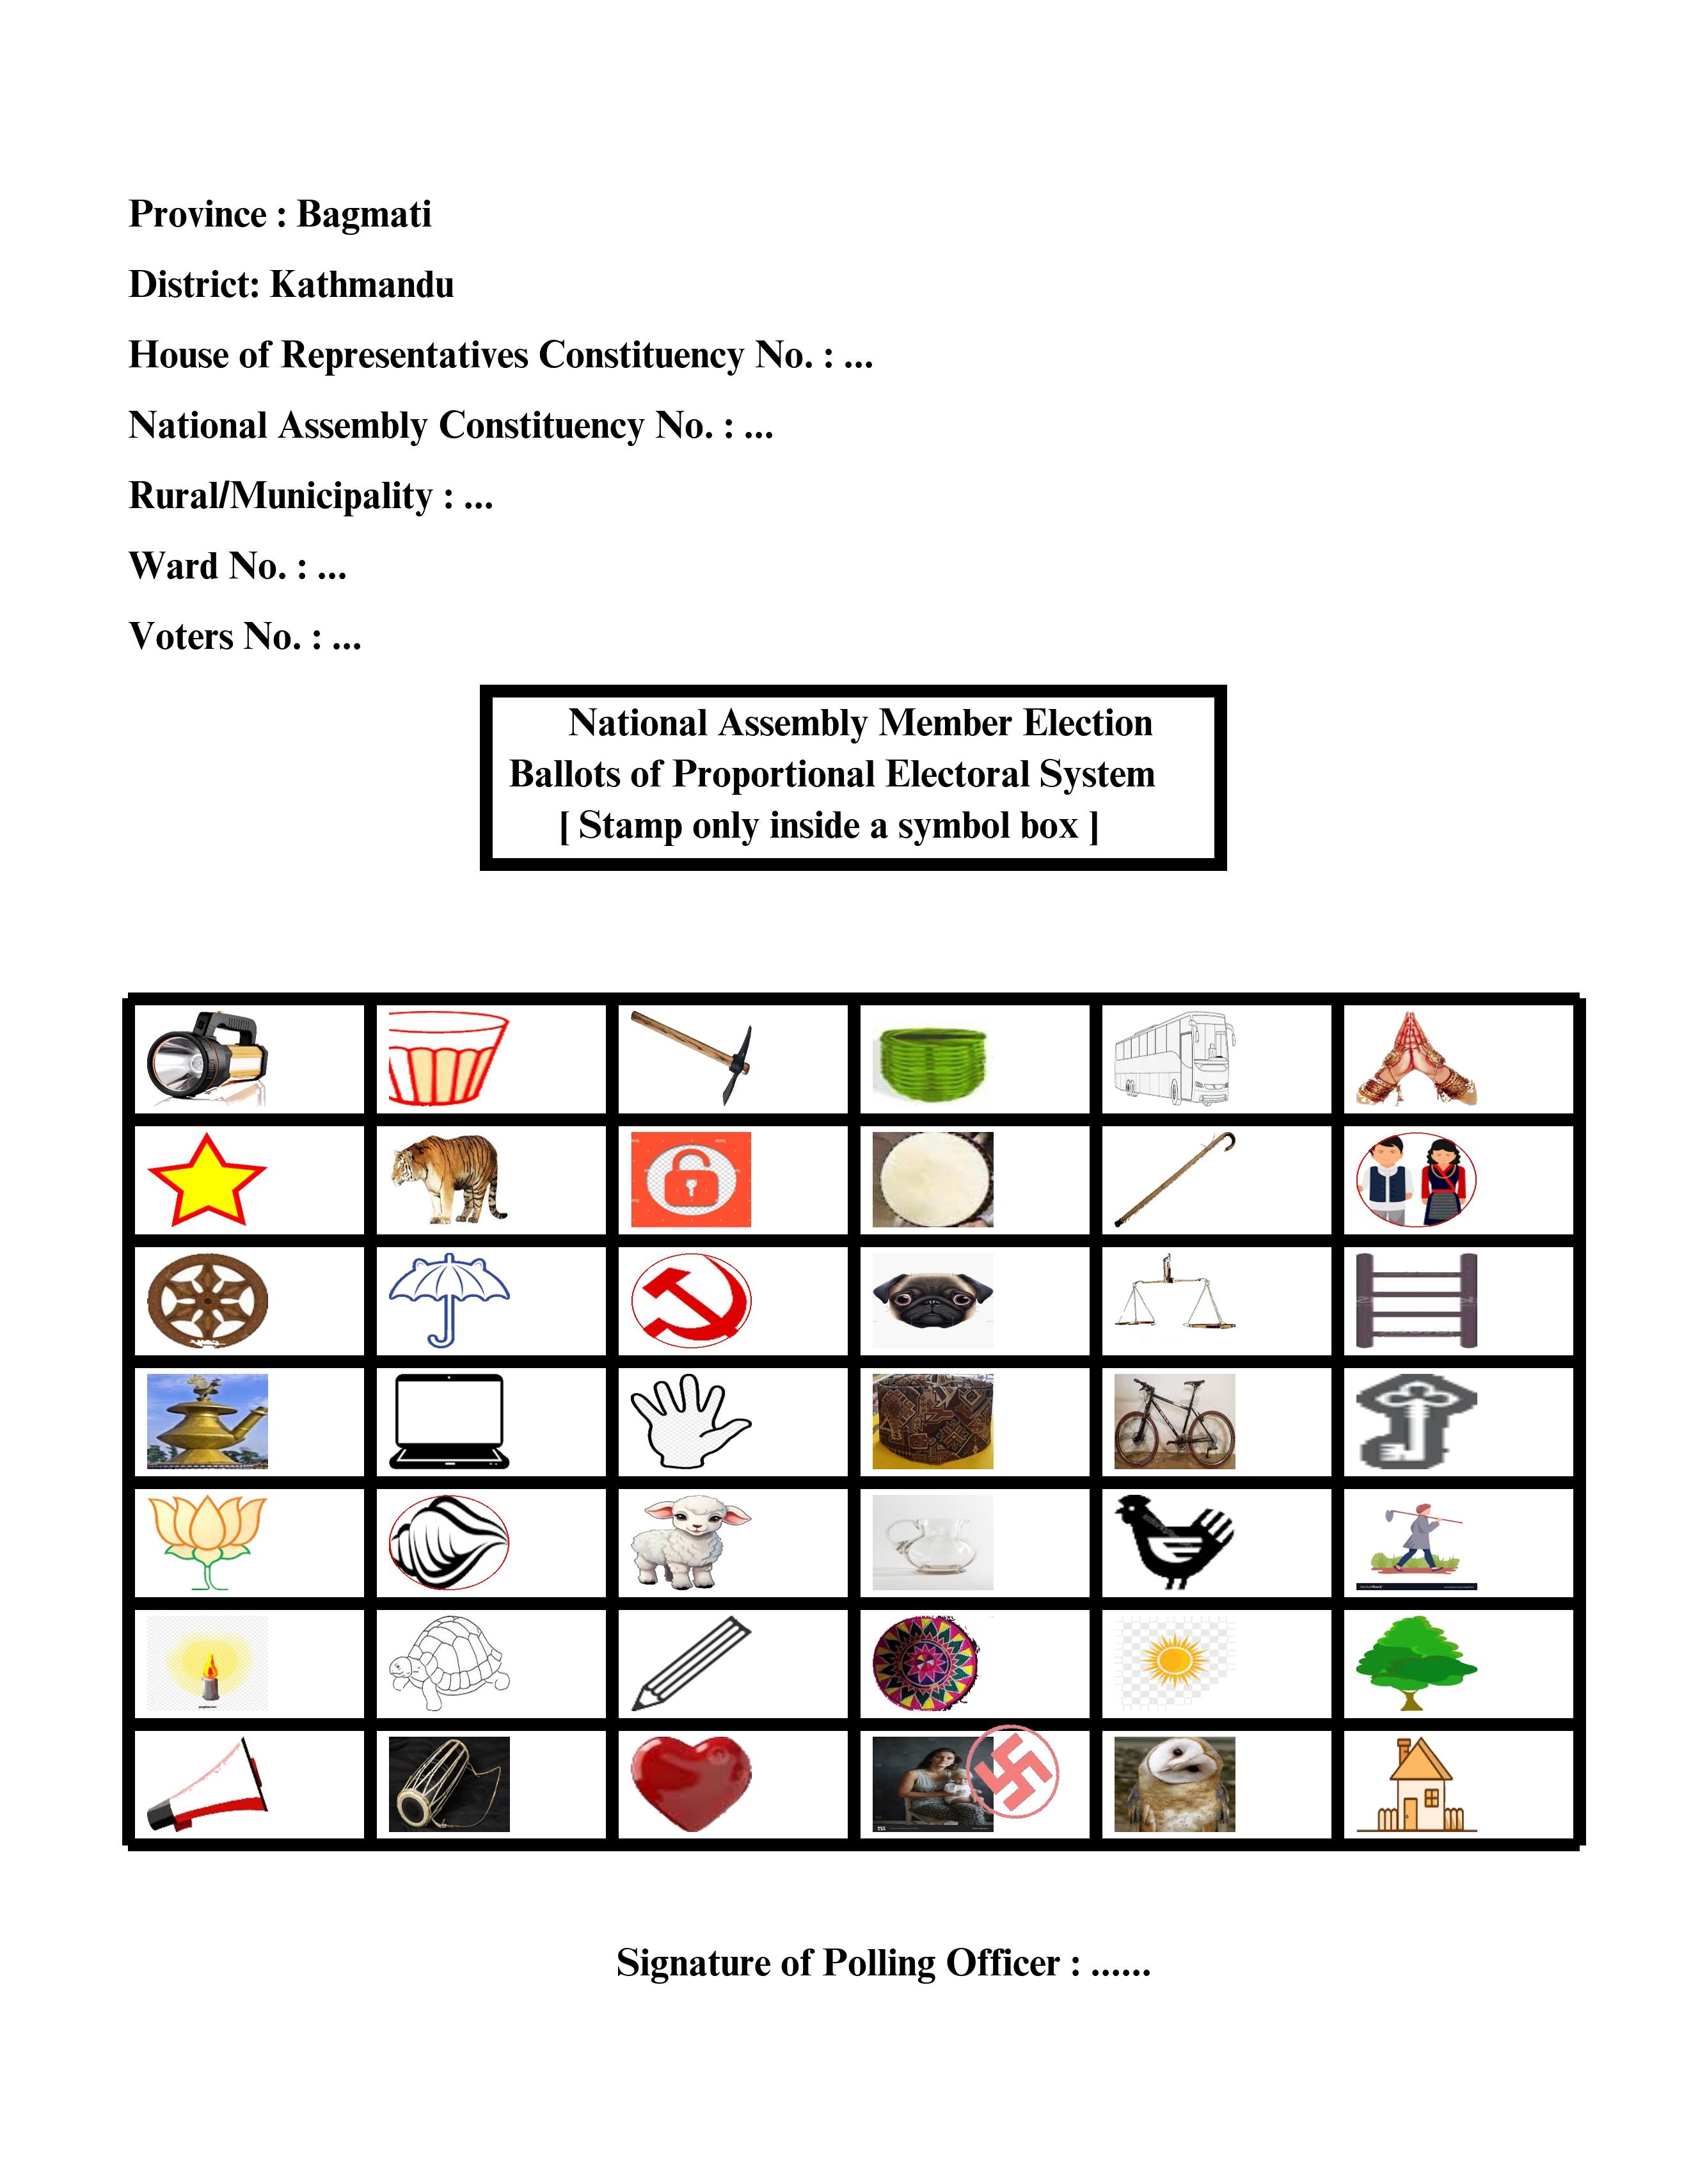 Province : Bagmati
District: Kathmandu
House of Representatives Constituency No. : ...
National Assembly Constituency No. : ...
Rural/Municipality : ...
Ward No. : ...
Voters No. : ...
National Assembly Member Election
Ballots of Proportional Electoral System
[ Stamp only inside a symbol box ]
Signature of Polling Officer : ......